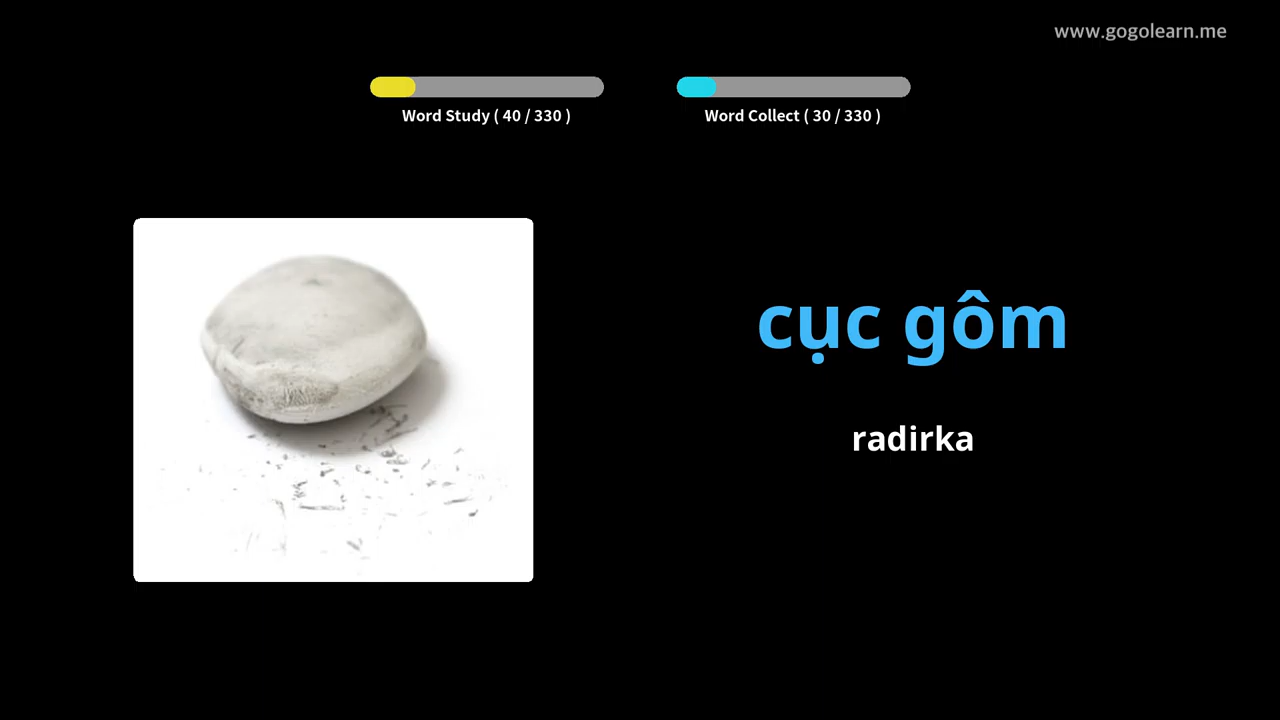 www.gogolearn.me
Word Study ( 40 / 330 )
Word Collect ( 30 / 330 )
cục gôm
radirka